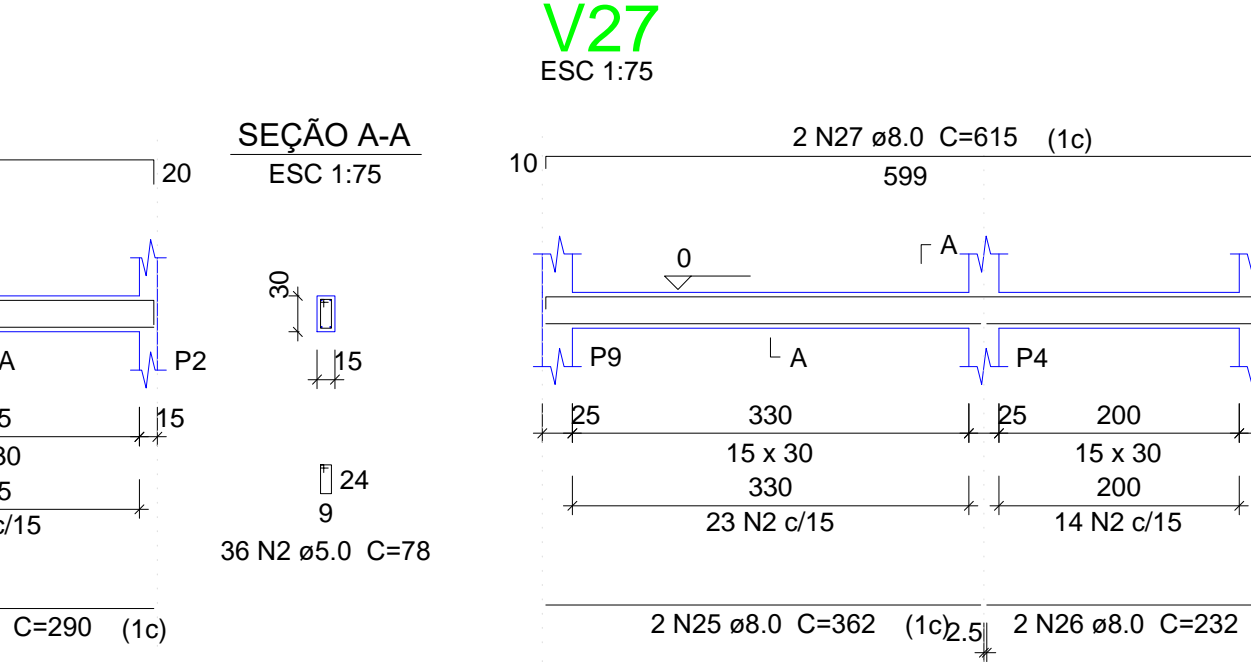 V27
ESC 1:75
SEÇÃO A-A
ESC 1:75
20
10
2 N27 ø8.0 C=615 (1c)
599
30
15
0
A
A
A
P2
P9
P4
5
15
30
5
c/15
24
9
36 N2 ø5.0 C=78
25
330
25
200
15 x 30
15 x 30
330
200
23 N2 c/15
14 N2 c/15
C=290 (1c)
2 N25 ø8.0 C=362 (1c)
2.5
2 N26 ø8.0 C=232